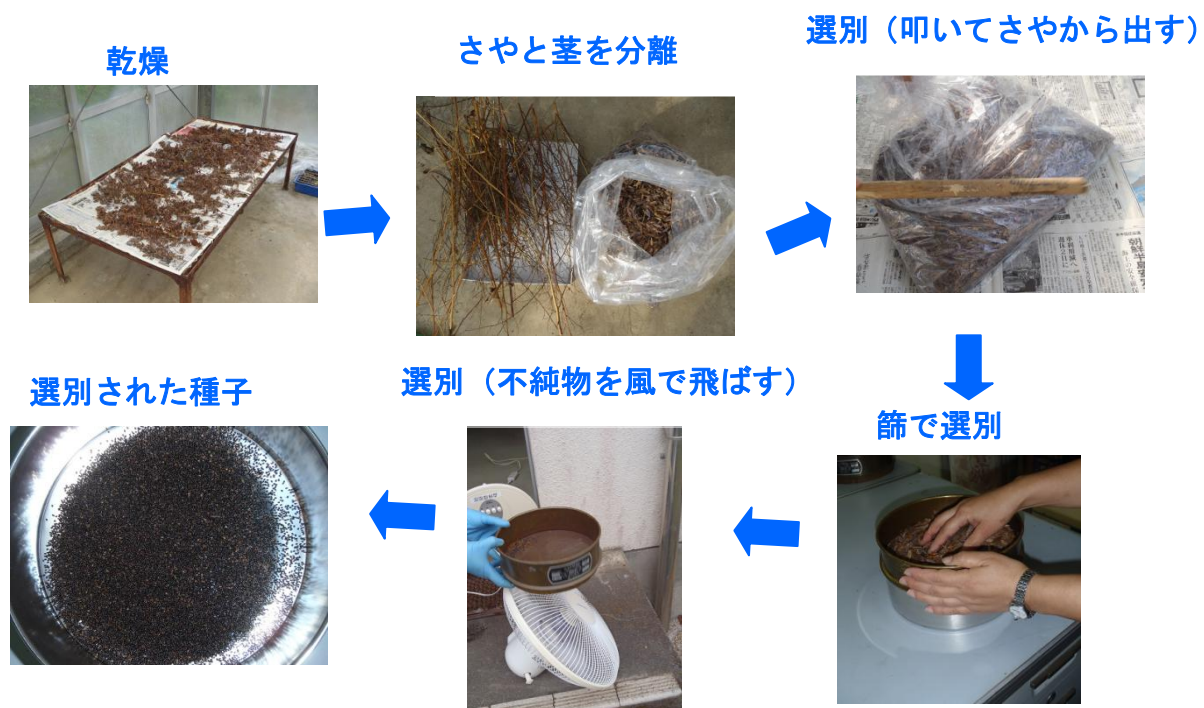 乾燥
さやと茎を分離
選別（叩いてさやから出す）
篩で選別
選別（不純物を風で飛ばす）
選別された種子